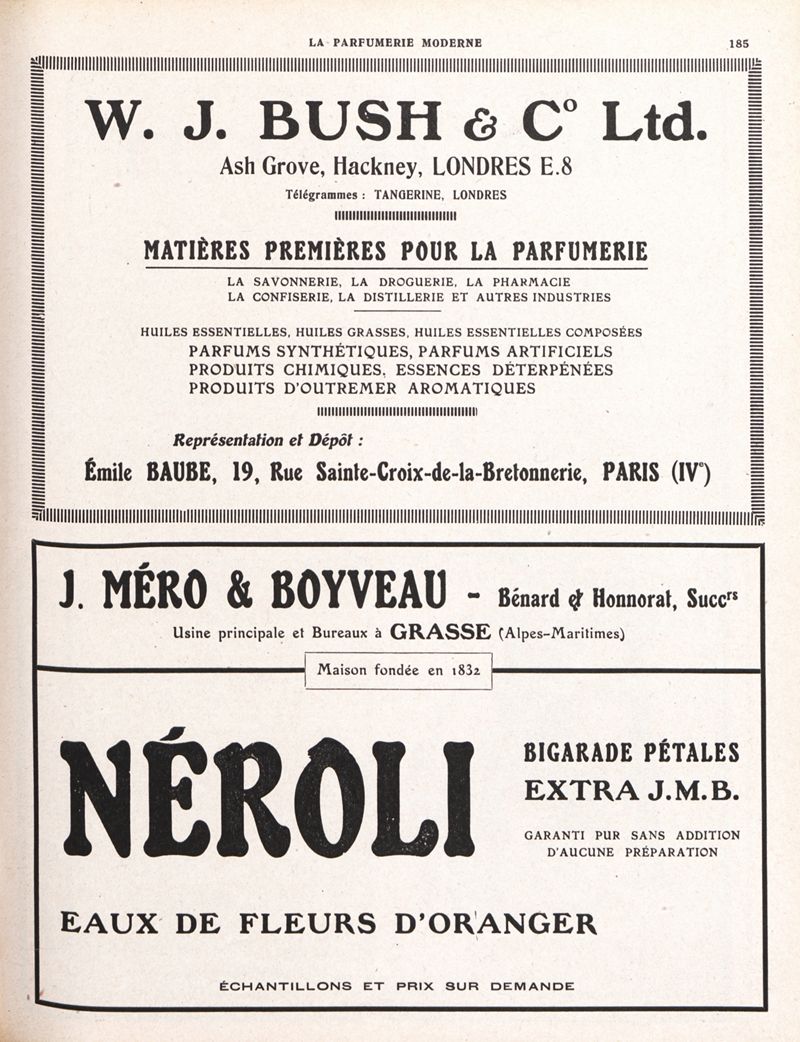 LA PARFUMERIE MODERNE 185
W. J. BUSH & Cº Ltd.
Ash Grove, Hackney, LONDRES E.8
Télégrammes : TANGERINE, LONDRES
MATIÈRES PREMIÈRES POUR LA PARFUMERIE
LA SAVONNERIE, LA DROGUERIE, LA PHARMACIE
LA CONFISERIE, LA DISTILLERIE ET AUTRES INDUSTRIES
HUILES ESSENTIELLES, HUILES GRASSES, HUILES ESSENTIELLES COMPOSÉES
PARFUMS SYNTHÉTIQUES, PARFUMS ARTIFICIELS
PRODUITS CHIMIQUES, ESSENCES DÉTERPÉNÉES
PRODUITS D'OUTREMER AROMATIQUES
Représentation et Dépôt :
Émile BAUBE, 19, Rue Sainte-Croix-de-la-Bretonnerie, PARIS (IVᵉ)
J. MÉRO & BOYVEAU - Bénard & Honnorat, Succʳˢ
Usine principale et Bureaux à GRASSE (Alpes-Maritimes)
Maison fondée en 1832
NÉROLI
BIGARADE PÉTALES
EXTRA J.M.B.
GARANTI PUR SANS ADDITION
D'AUCUNE PRÉPARATION
EAUX DE FLEURS D'ORANGER
ÉCHANTILLONS ET PRIX SUR DEMANDE